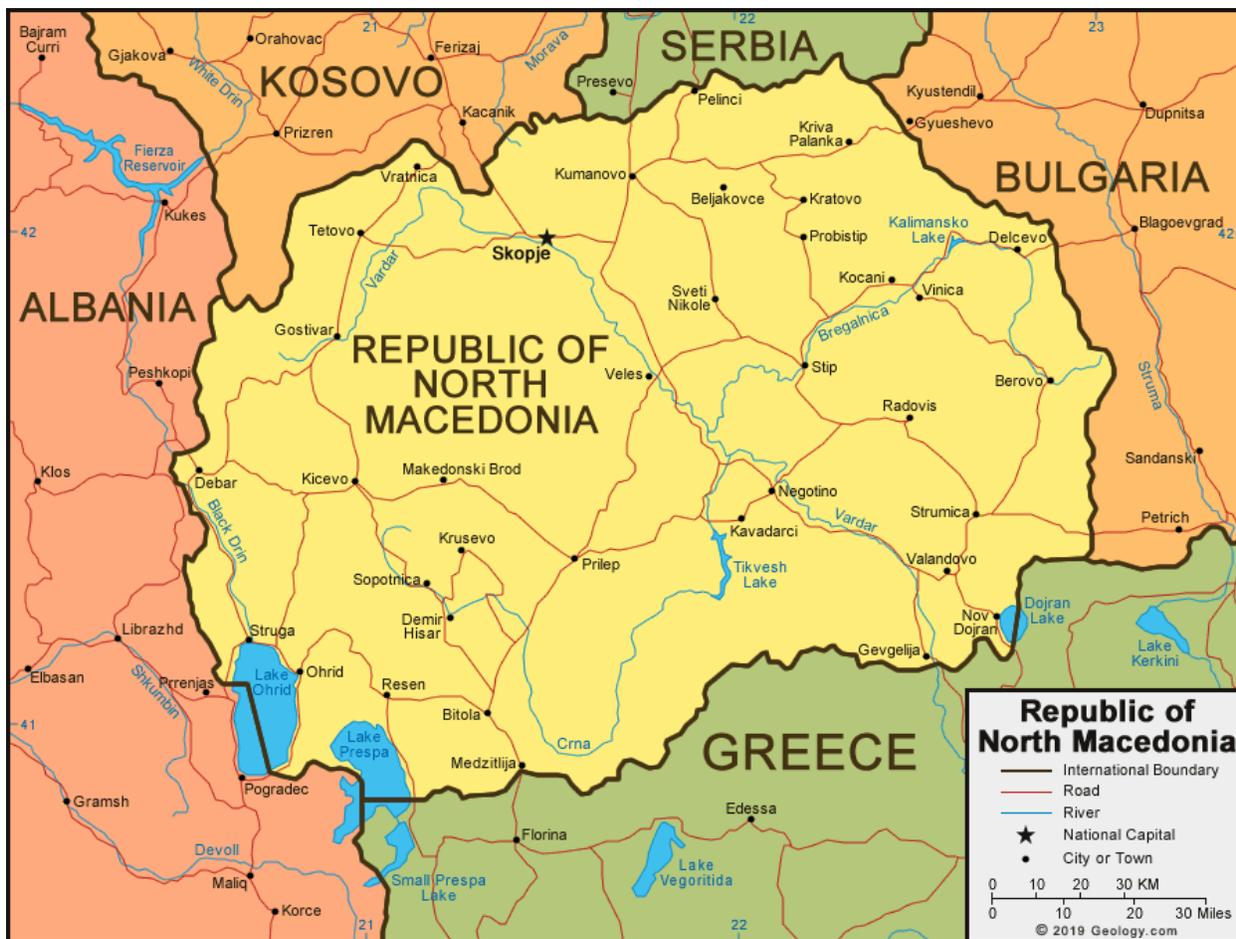 Bajram
Curri
Gjakova
Orahovac
21
Ferizaj
Morava
22
SERBIA
23
White Drin
KOSOVO
Presevo
Pelinci
Kyustendil
Dupnitsa
Kacanik
Gyueshevo
Prizren
Kriva
Palanka
Fierza
Reservoir
Vratnica
Kumanovo
BULGARIA
Beljakovce
Kratovo
Kukes
Kalimansko
Lake
Blagoevgrad
42
Tetovo
Skopje
Probistip
Delcevo
42
Vardar
Kocani
Vinica
ALBANIA
Sveti
Nikole
Bregalnica
Gostivar
REPUBLIC OF
NORTH
MACEDONIA
Peshkopi
Veles
Stip
Berovo
Struma
Radovis
Klos
Debar
Kicevo
Makedonski Brod
Sandanski
Negotino
Black Drin
Kavadarci
Vardar
Strumica
Petrich
Krusevo
Prilep
Tikvesh
Lake
Valandovo
Sopotnica
Demir
Hisar
Nov
Dojran
Dojran
Lake
Librazhd
Struga
Gevgelija
Lake
Kerkini
Elbasan
Shkumbin
Prrenjas
Lake
Ohrid
Ohrid
Resen
41
Bitola
Lake
Prespa
Crna
GREECE
Medzitlija
Pogradec
Gramsh
Edessa
Florina
Devoll
Maliq
Small Prespa
Lake
Lake
Vegoritida
Korce
21
22
Republic of
North Macedonia
International Boundary
Road
River
National Capital
City or Town
0 10 20 30 KM
0 10 20 30 Miles
© 2019 Geology.com